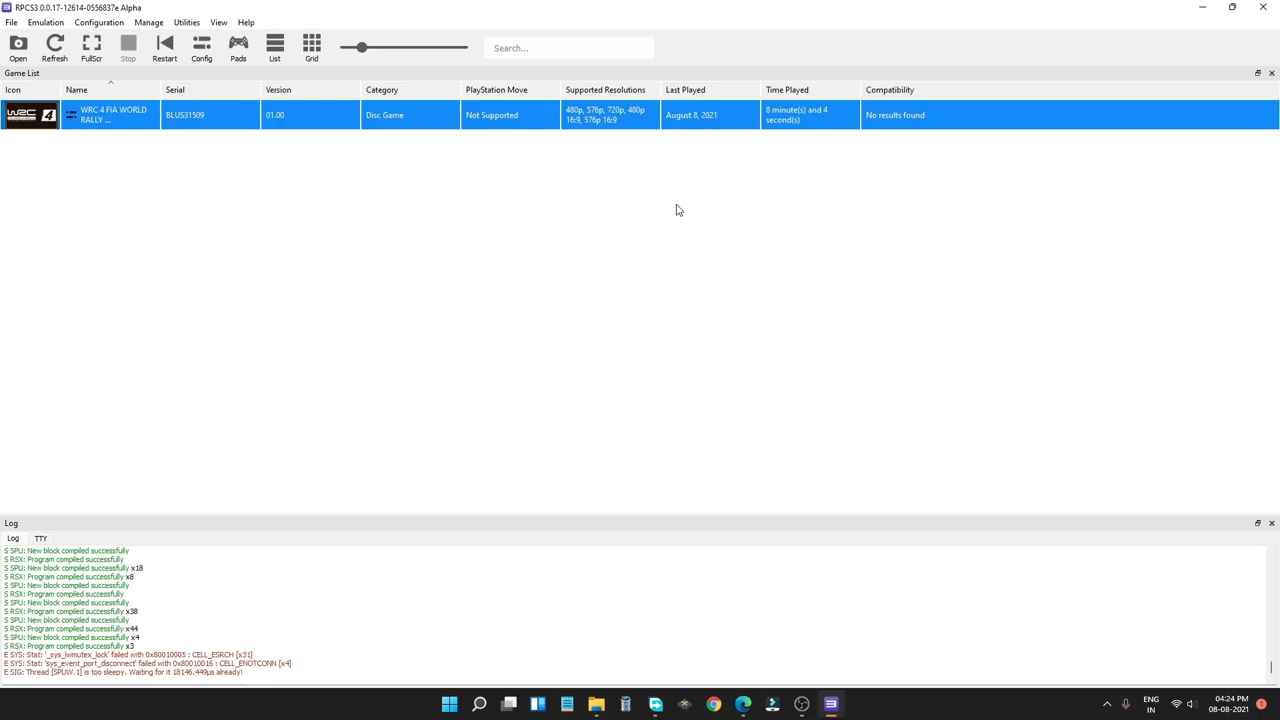 RPCS3 0.0.17-12614-0556837e Alpha
File Emulation Configuration Manage Utilities View Help
Open Refresh FullScr Stop Restart Config Pads List Grid Search...
Game List
Icon Name Serial Version Category PlayStation Move Supported Resolutions Last Played Time Played Compatibility
WRC 4 WRC 4 FIA WORLD RALLY ... BLUS31509 01.00 Disc Game Not Supported 480p, 576p, 720p, 480p 16:9, 576p 16:9 August 8, 2021 8 minute(s) and 4 second(s) No results found
Log
Log TTY
S SPU: New block compiled successfully
S RSX: Program compiled successfully
S SPU: New block compiled successfully x18
S RSX: Program compiled successfully x8
S SPU: New block compiled successfully
S RSX: Program compiled successfully
S SPU: New block compiled successfully
S RSX: Program compiled successfully x38
S SPU: New block compiled successfully
S RSX: Program compiled successfully x44
S SPU: New block compiled successfully x4
S RSX: Program compiled successfully x3
E SYS: Stat: '_sys_lwmutex_lock' failed with 0x80010005 : CELL_ESRCH [x31]
E SYS: Stat: 'sys_event_port_disconnect' failed with 0x80010016 : CELL_ENOTCONN [x4]
E SIG: Thread [SPUW.1] is too sleepy. Waiting for it 18146.449µs already!
ENG
IN
04:24 PM
08-08-2021